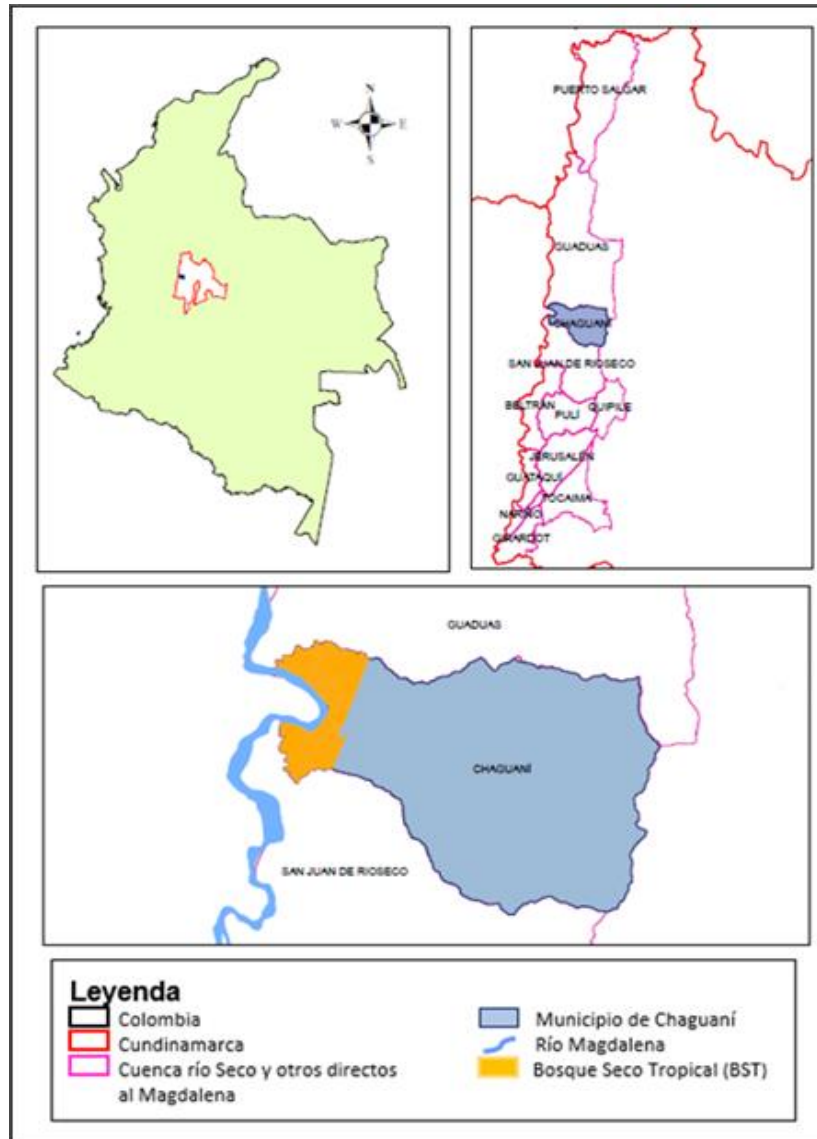 N
W E
S
PUERTO SALGAR
GUADUAS
CHAGUANÍ
SAN JUAN DE RIOSECO
BELTRÁN
QUIPILE
PULÍ
JERUSALÉN
GUATAQUÍ
TOCAIMA
NARIÑO
GIRARDOT
GUADUAS
CHAGUANÍ
SAN JUAN DE RIOSECO
Leyenda
Colombia
Cundinamarca
Cuenca río Seco y otros directos
al Magdalena
Municipio de Chaguaní
Río Magdalena
Bosque Seco Tropical (BST)